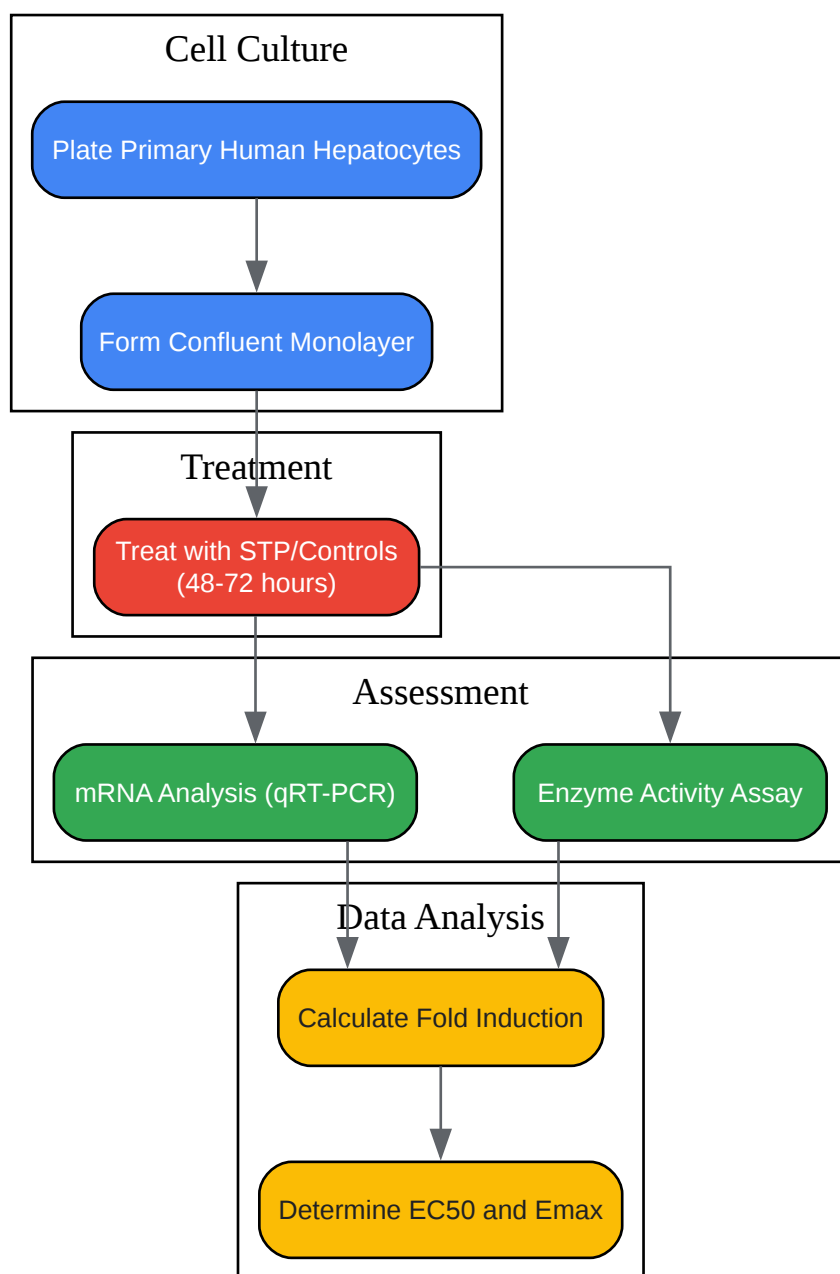 Cell Culture
Plate Primary Human Hepatocytes
Form Confluent Monolayer
Treatment
Treat with STP/Controls
(48-72 hours)
Assessment
mRNA Analysis (qRT-PCR)
Enzyme Activity Assay
Data Analysis
Calculate Fold Induction
Determine EC50 and Emax